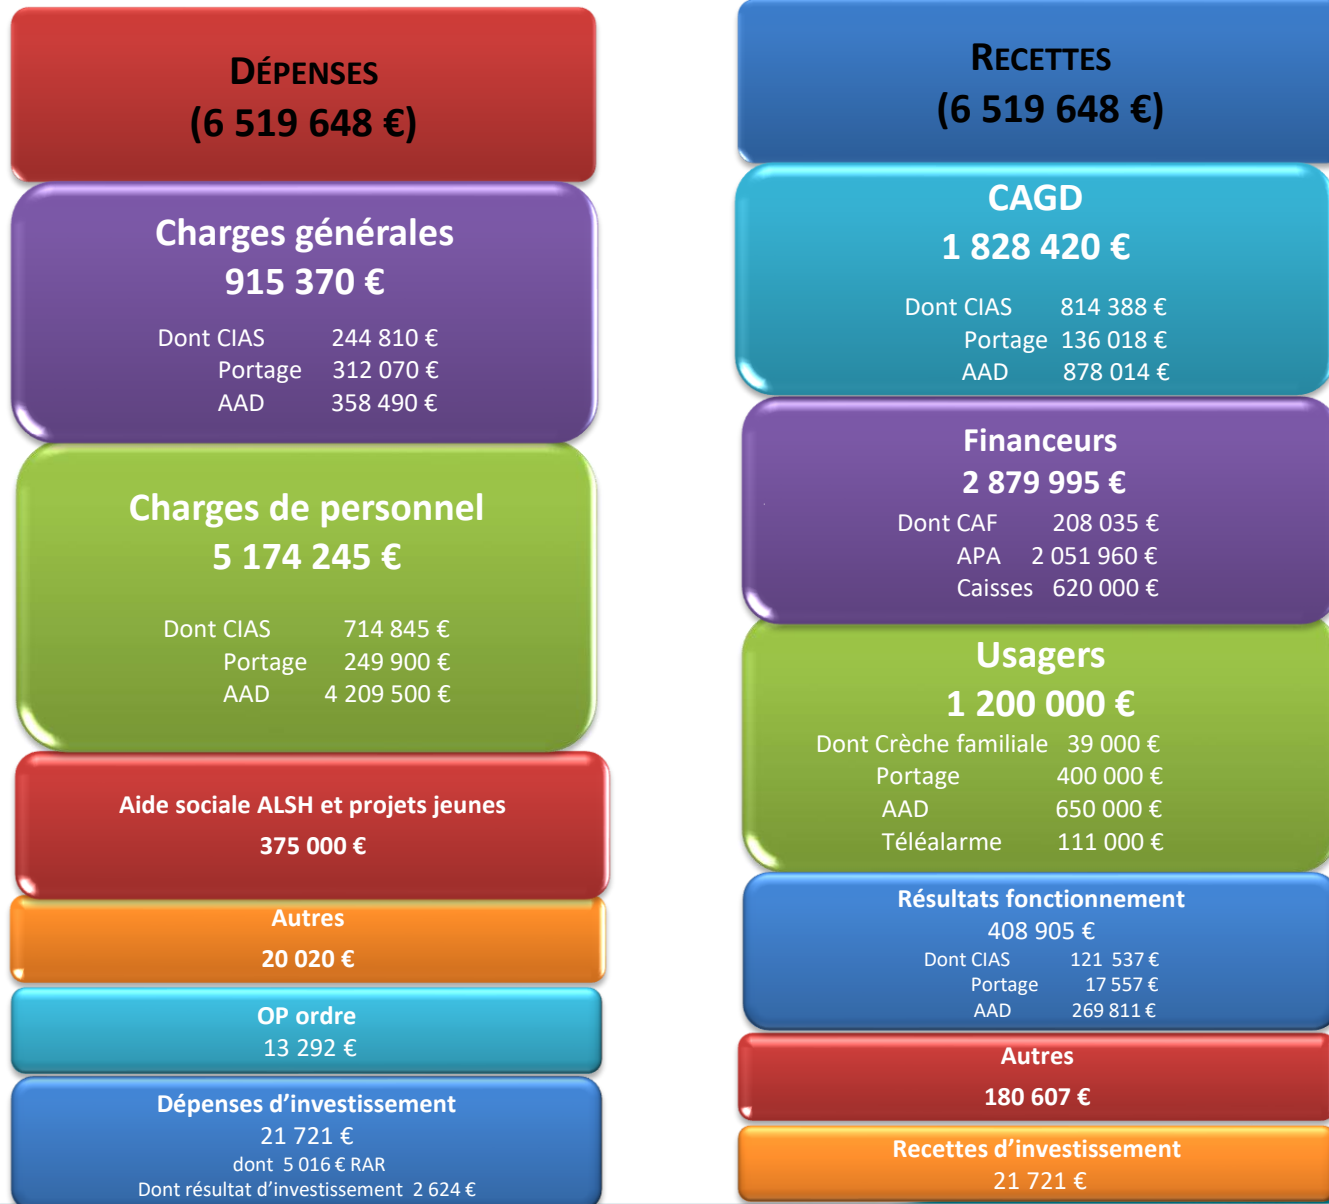 DÉPENSES
(6 519 648 €)
Charges générales
915 370 €
Dont CIAS 244 810 €
Portage 312 070 €
AAD 358 490 €
Charges de personnel
5 174 245 €
Dont CIAS 714 845 €
Portage 249 900 €
AAD 4 209 500 €
Aide sociale ALSH et projets jeunes
375 000 €
Autres
20 020 €
OP ordre
13 292 €
Dépenses d’investissement
21 721 €
dont 5 016 € RAR
Dont résultat d’investissement 2 624 €
RECETTES
(6 519 648 €)
CAGD
1 828 420 €
Dont CIAS 814 388 €
Portage 136 018 €
AAD 878 014 €
Financeurs
2 879 995 €
Dont CAF 208 035 €
APA 2 051 960 €
Caisses 620 000 €
Usagers
1 200 000 €
Dont Crèche familiale 39 000 €
Portage 400 000 €
AAD 650 000 €
Téléalarme 111 000 €
Résultats fonctionnement
408 905 €
Dont CIAS 121 537 €
Portage 17 557 €
AAD 269 811 €
Autres
180 607 €
Recettes d’investissement
21 721 €